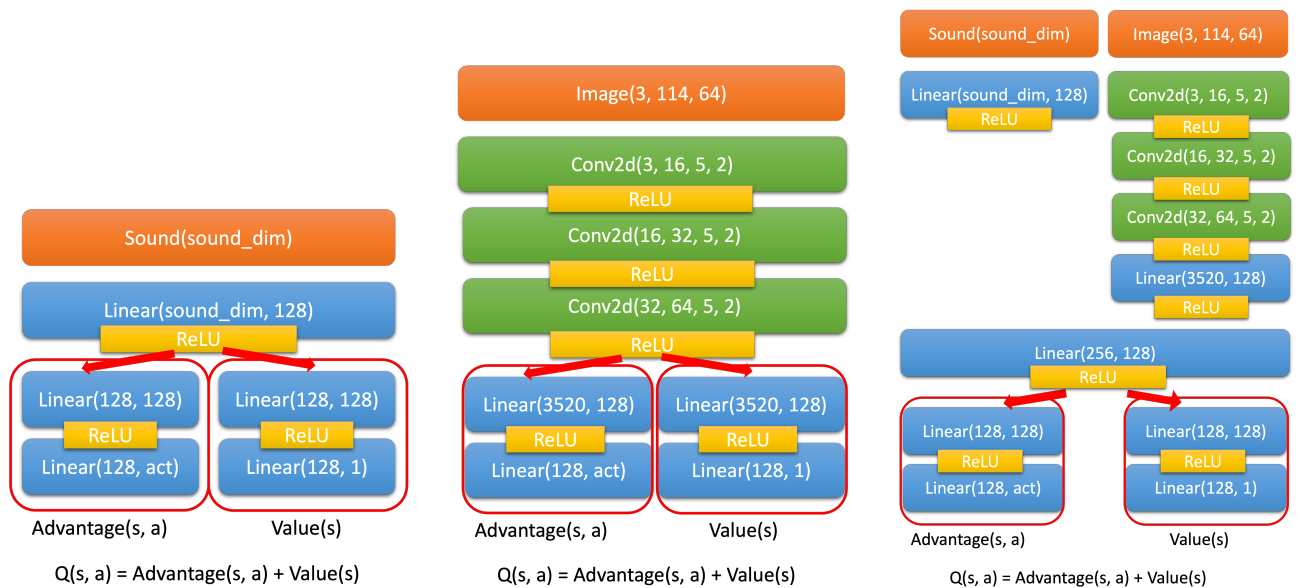 Sound(sound_dim)
Linear(sound_dim, 128)
ReLU
Linear(128, 128)
ReLU
Linear(128, act)
Advantage(s, a)
Linear(128, 128)
ReLU
Linear(128, 1)
Value(s)
Q(s, a) = Advantage(s, a) + Value(s)
Image(3, 114, 64)
Conv2d(3, 16, 5, 2)
ReLU
Conv2d(16, 32, 5, 2)
ReLU
Conv2d(32, 64, 5, 2)
ReLU
Linear(3520, 128)
ReLU
Linear(128, act)
Advantage(s, a)
Linear(3520, 128)
ReLU
Linear(128, 1)
Value(s)
Q(s, a) = Advantage(s, a) + Value(s)
Sound(sound_dim)
Linear(sound_dim, 128)
ReLU
Image(3, 114, 64)
Conv2d(3, 16, 5, 2)
ReLU
Conv2d(16, 32, 5, 2)
ReLU
Conv2d(32, 64, 5, 2)
ReLU
Linear(3520, 128)
ReLU
Linear(256, 128)
ReLU
Linear(128, 128)
ReLU
Linear(128, act)
Advantage(s, a)
Linear(128, 128)
ReLU
Linear(128, 1)
Value(s)
Q(s, a) = Advantage(s, a) + Value(s)